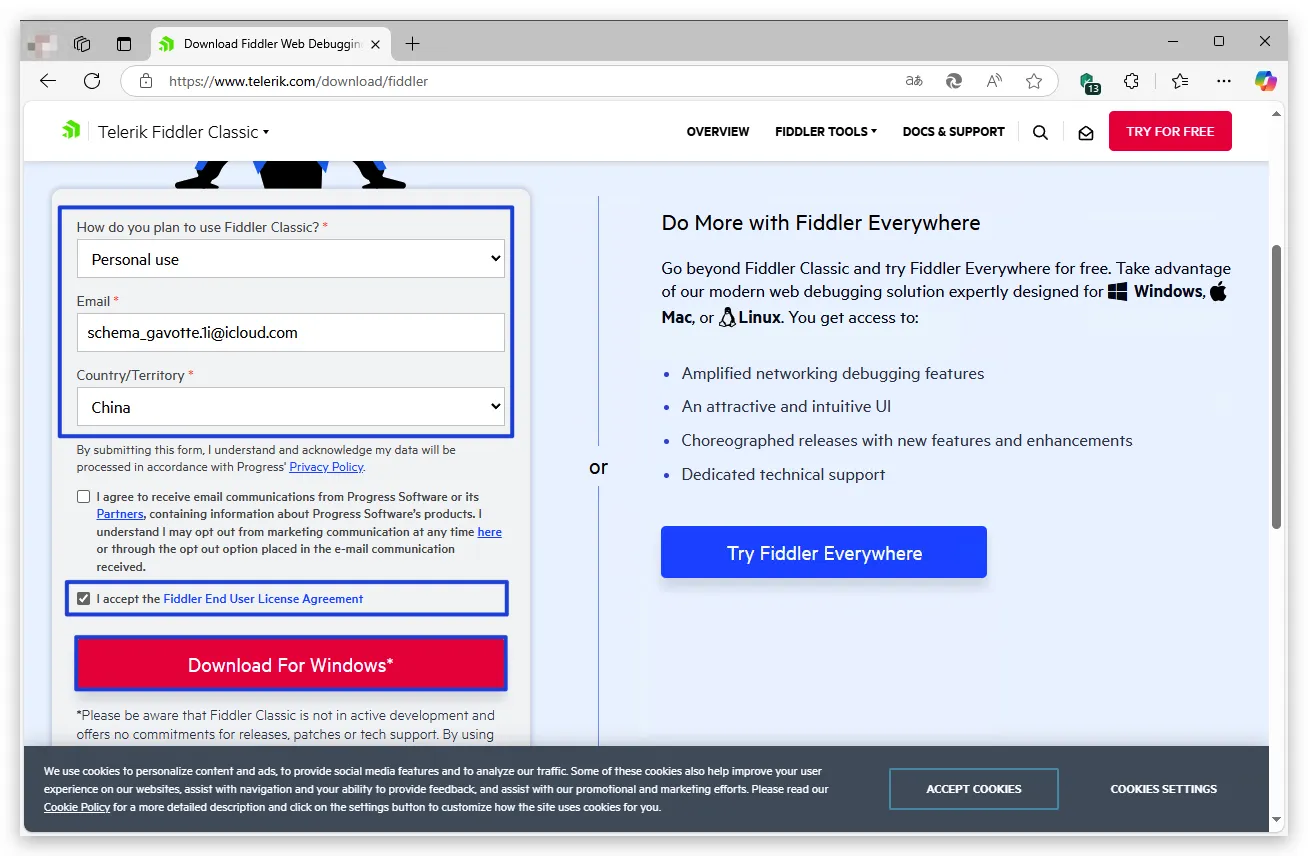 Download Fiddler Web Debuggin
https://www.telerik.com/download/fiddler
aあ
A
13
Telerik Fiddler Classic
OVERVIEW
FIDDLER TOOLS
DOCS & SUPPORT
TRY FOR FREE
How do you plan to use Fiddler Classic? *
Personal use
Email *
schema_gavotte.1i@icloud.com
Country/Territory *
China
By submitting this form, I understand and acknowledge my data will be
processed in accordance with Progress' Privacy Policy.
I agree to receive email communications from Progress Software or its
Partners, containing information about Progress Software's products. I
understand I may opt out from marketing communication at any time here
or through the opt out option placed in the e-mail communication
received.
I accept the Fiddler End User License Agreement
Download For Windows*
*Please be aware that Fiddler Classic is not in active development and
offers no commitments for releases, patches or tech support. By using
or
Do More with Fiddler Everywhere
Go beyond Fiddler Classic and try Fiddler Everywhere for free. Take advantage
of our modern web debugging solution expertly designed for Windows,
Mac, or Linux. You get access to:
• Amplified networking debugging features
• An attractive and intuitive UI
• Choreographed releases with new features and enhancements
• Dedicated technical support
Try Fiddler Everywhere
We use cookies to personalize content and ads, to provide social media features and to analyze our traffic. Some of these cookies also help improve your user
experience on our websites, assist with navigation and your ability to provide feedback, and assist with our promotional and marketing efforts. Please read our
Cookie Policy for a more detailed description and click on the settings button to customize how the site uses cookies for you.
ACCEPT COOKIES
COOKIES SETTINGS